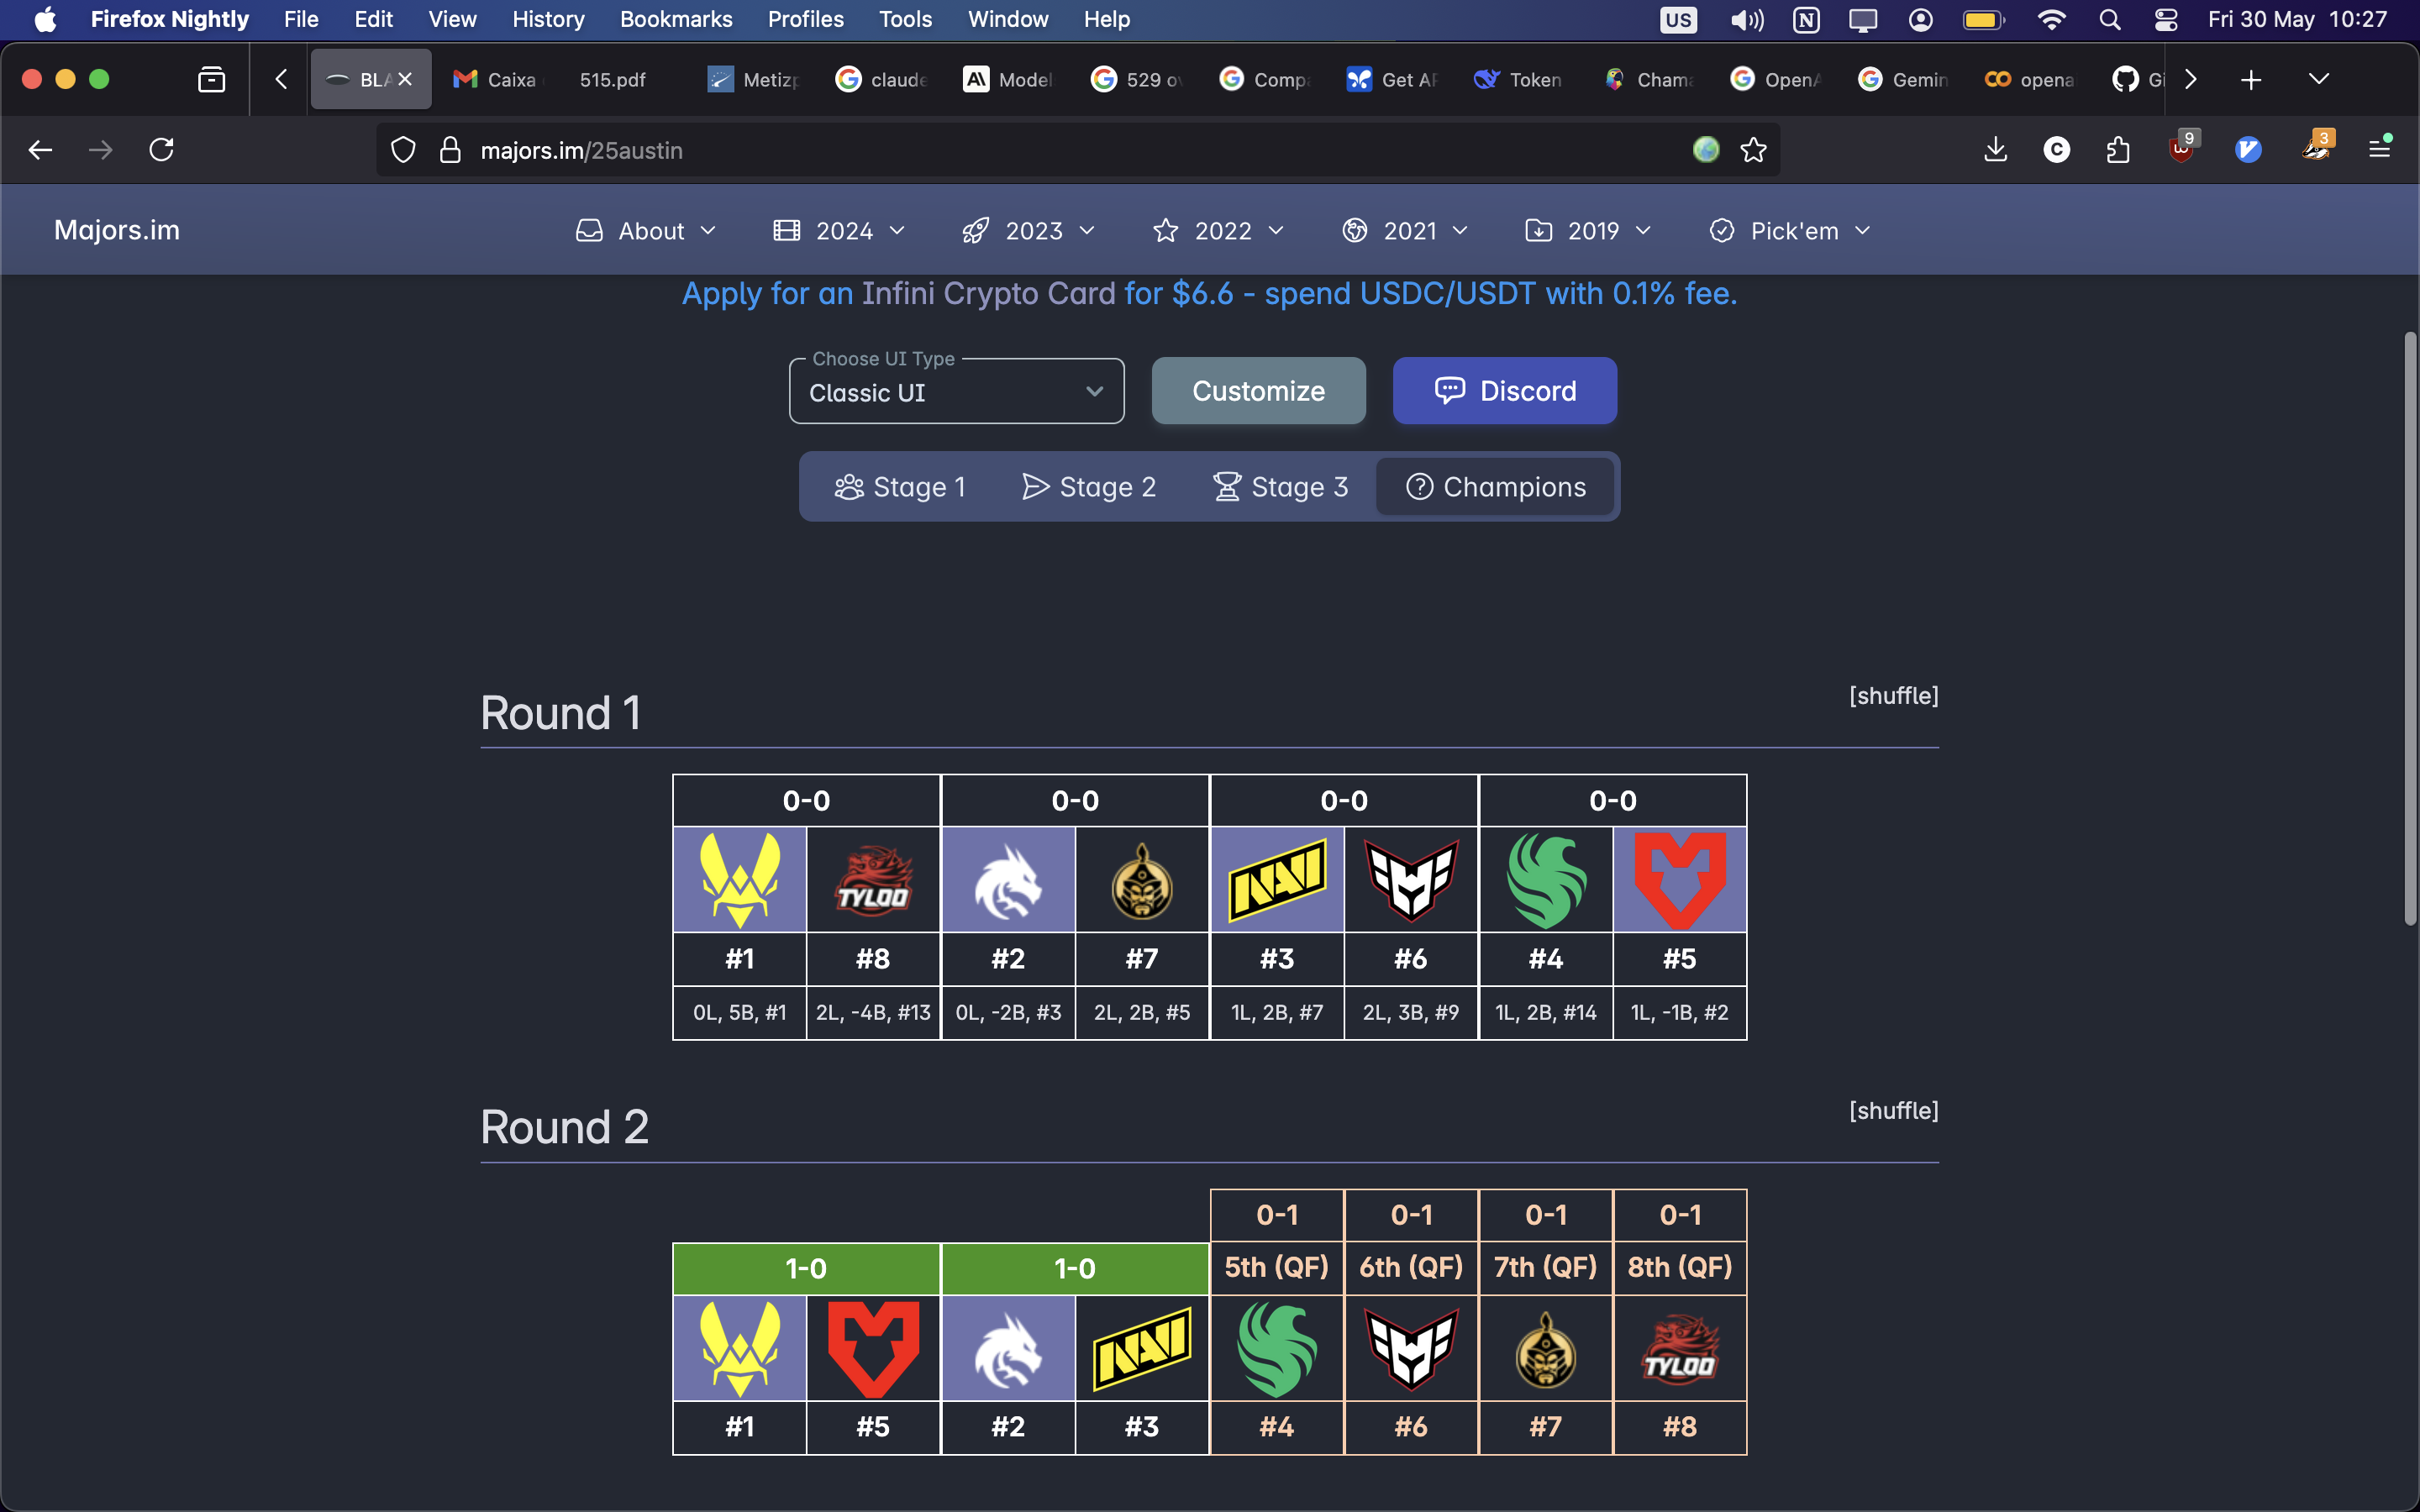 Firefox Nightly File Edit View History Bookmarks Profiles Tools Window Help US Fri 30 May 10:27
BLA Caixa 515.pdf Metizp claude Model 529 ov Comp Get AP Token Chama OpenA Gemin opena Gi
majors.im/25austin 9 3
Majors.im About 2024 2023 2022 2021 2019 Pick'em
Apply for an Infini Crypto Card for $6.6 - spend USDC/USDT with 0.1% fee.
Choose UI Type
Classic UI Customize Discord
Stage 1 Stage 2 Stage 3 Champions
Round 1 [shuffle]
0-0 0-0 0-0 0-0
TYLOO NAVI
#1 #8 #2 #7 #3 #6 #4 #5
0L, 5B, #1 2L, -4B, #13 0L, -2B, #3 2L, 2B, #5 1L, 2B, #7 2L, 3B, #9 1L, 2B, #14 1L, -1B, #2
Round 2 [shuffle]
0-1 0-1 0-1 0-1
1-0 1-0 5th (QF) 6th (QF) 7th (QF) 8th (QF)
NAVI TYLOO
#1 #5 #2 #3 #4 #6 #7 #8